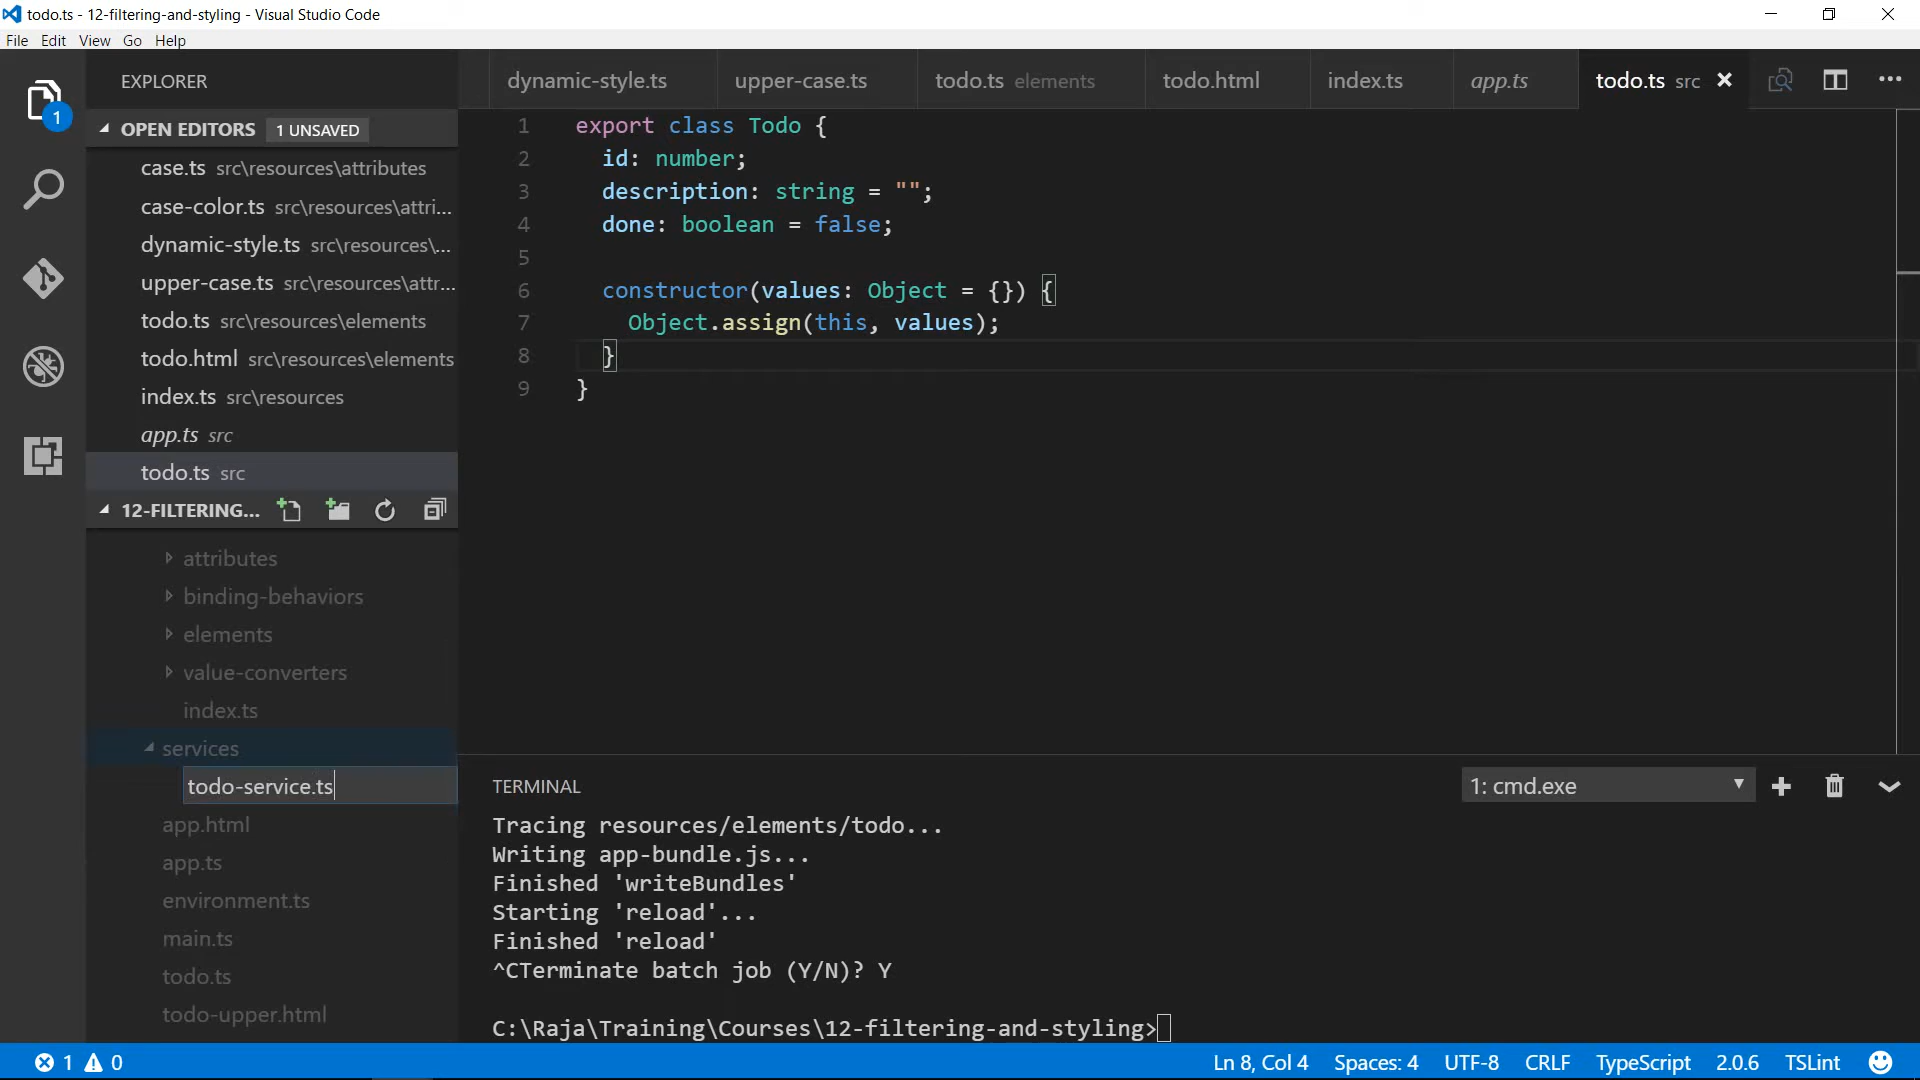 todo.ts - 12-filtering-and-styling - Visual Studio Code
File Edit View Go Help
EXPLORER
dynamic-style.ts upper-case.ts todo.ts elements todo.html index.ts app.ts todo.ts src
1
OPEN EDITORS 1 UNSAVED
case.ts src\resources\attributes
case-color.ts src\resources\attri...
dynamic-style.ts src\resources\...
upper-case.ts src\resources\attr...
todo.ts src\resources\elements
todo.html src\resources\elements
index.ts src\resources
app.ts src
todo.ts src
12-FILTERING...
attributes
binding-behaviors
elements
value-converters
index.ts
services
todo-service.ts
app.html
app.ts
environment.ts
main.ts
todo.ts
todo-upper.html
1 export class Todo {
2 id: number;
3 description: string = "";
4 done: boolean = false;
5
6 constructor(values: Object = {}) {
7 Object.assign(this, values);
8 }
9 }
TERMINAL 1: cmd.exe
Tracing resources/elements/todo...
Writing app-bundle.js...
Finished 'writeBundles'
Starting 'reload'...
Finished 'reload'
^CTerminate batch job (Y/N)? Y
C:\Raja\Training\Courses\12-filtering-and-styling>
1 0 Ln 8, Col 4 Spaces: 4 UTF-8 CRLF TypeScript 2.0.6 TSLint